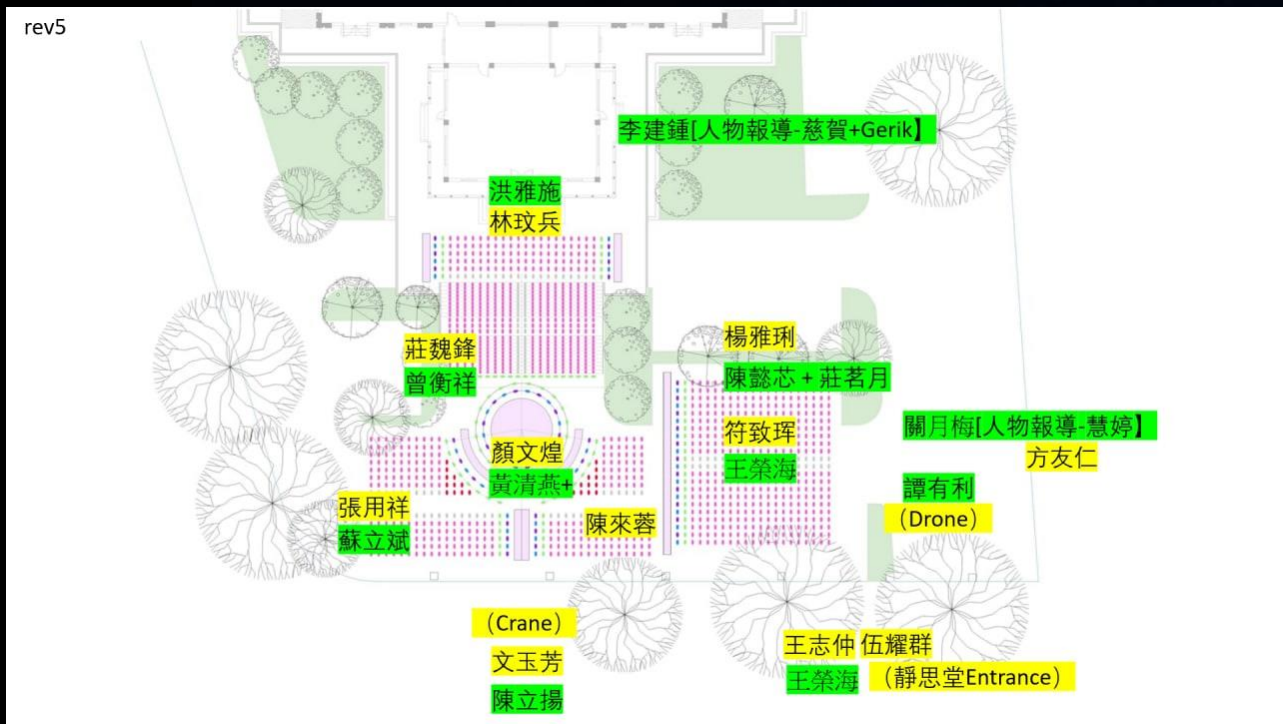 rev5
李建鍾[人物報導-慈賀+Gerik】
洪雅施
林玟兵
莊魏鋒
曾衡祥
楊雅琍
陳懿芯 + 莊茗月
符致珲
王榮海
關月梅[人物報導-慧婷】
方友仁
顏文煌
黃清燕+
譚有利
（Drone）
張用祥
蘇立斌
陳來蓉
（Crane）
文玉芳
陳立揚
王志仲 伍耀群
王榮海
（靜思堂Entrance）